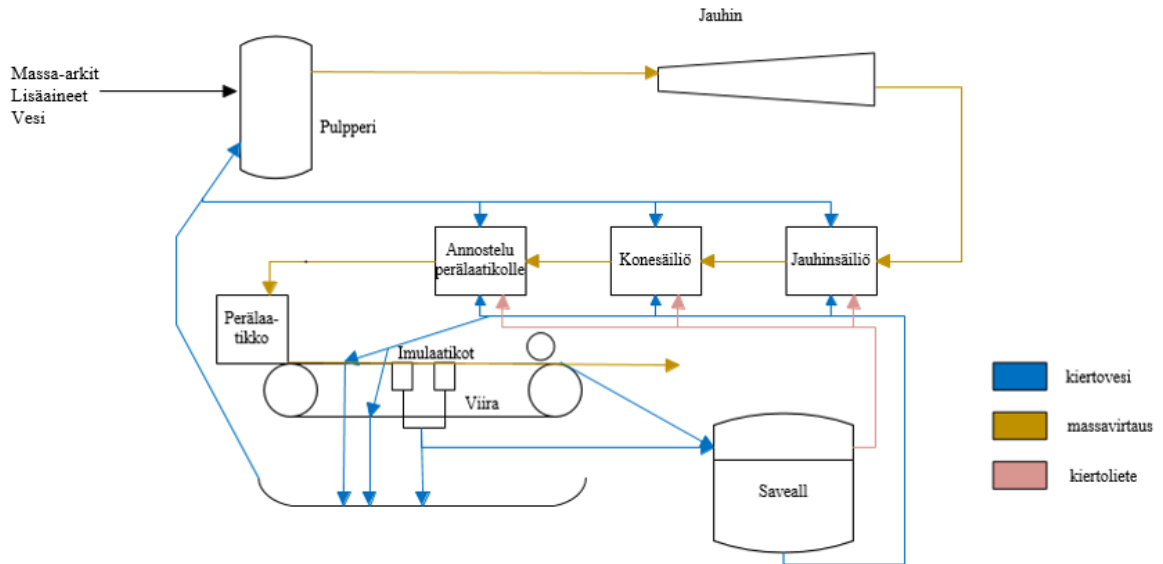 Jauhin
Massa-arkit
Lisäaineet
Vesi
Pulpperi
Annostelu
perälaatikolle
Konesäiliö
Jauhinsäiliö
Perälaa-
tikko
Imulaatikot
Viira
Saveall
kiertovesi
massavirtaus
kiertoliete